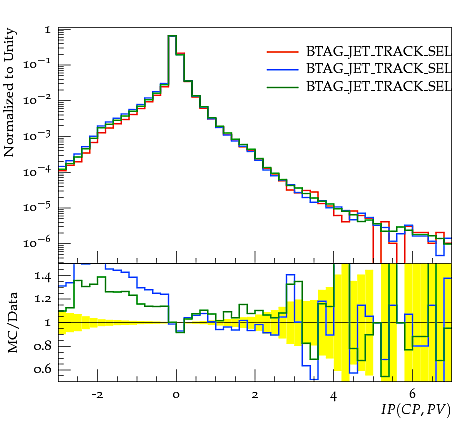 Normalized to Unity
1
10⁻¹
10⁻²
10⁻³
10⁻⁴
10⁻⁵
10⁻⁶
BTAG_JET_TRACK_SEL
BTAG_JET_TRACK_SEL
BTAG_JET_TRACK_SEL
MC/Data
1.4
1.2
1
0.8
0.6
-2 0 2 4 6
IP(CP, PV)